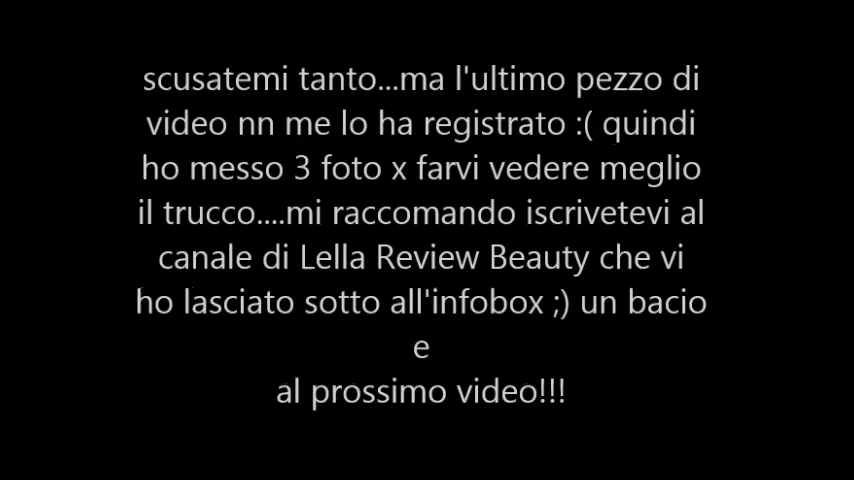 scusatemi tanto...ma l'ultimo pezzo di
video nn me lo ha registrato :( quindi
ho messo 3 foto x farvi vedere meglio
il trucco....mi raccomando iscrivetevi al
canale di Lella Review Beauty che vi
ho lasciato sotto all'infobox ;) un bacio
e
al prossimo video!!!